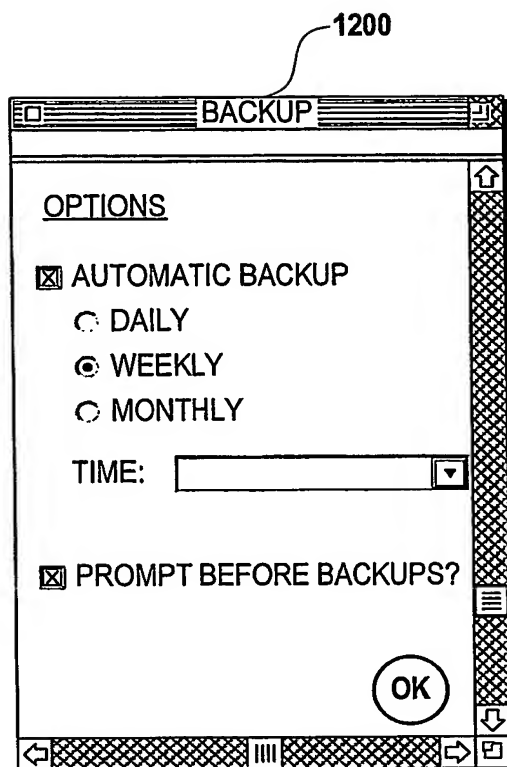 1200
BACKUP
OPTIONS
AUTOMATIC BACKUP
DAILY
WEEKLY
MONTHLY
TIME:
PROMPT BEFORE BACKUPS?
OK